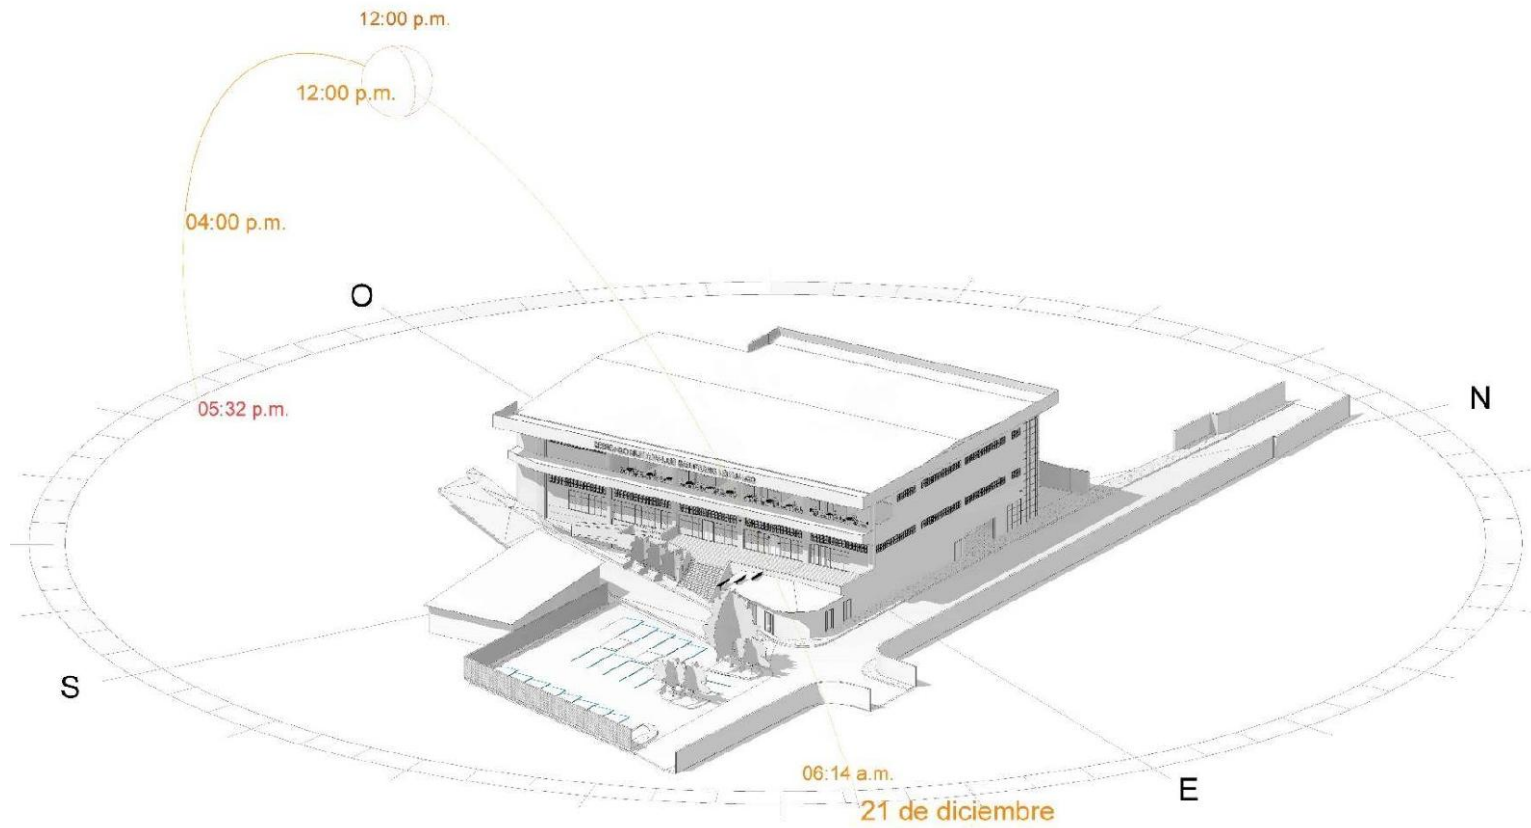 12:00 p.m.
12:00 p.m.
04:00 p.m.
O
05:32 p.m.
N
S
06:14 a.m.
E
21 de diciembre